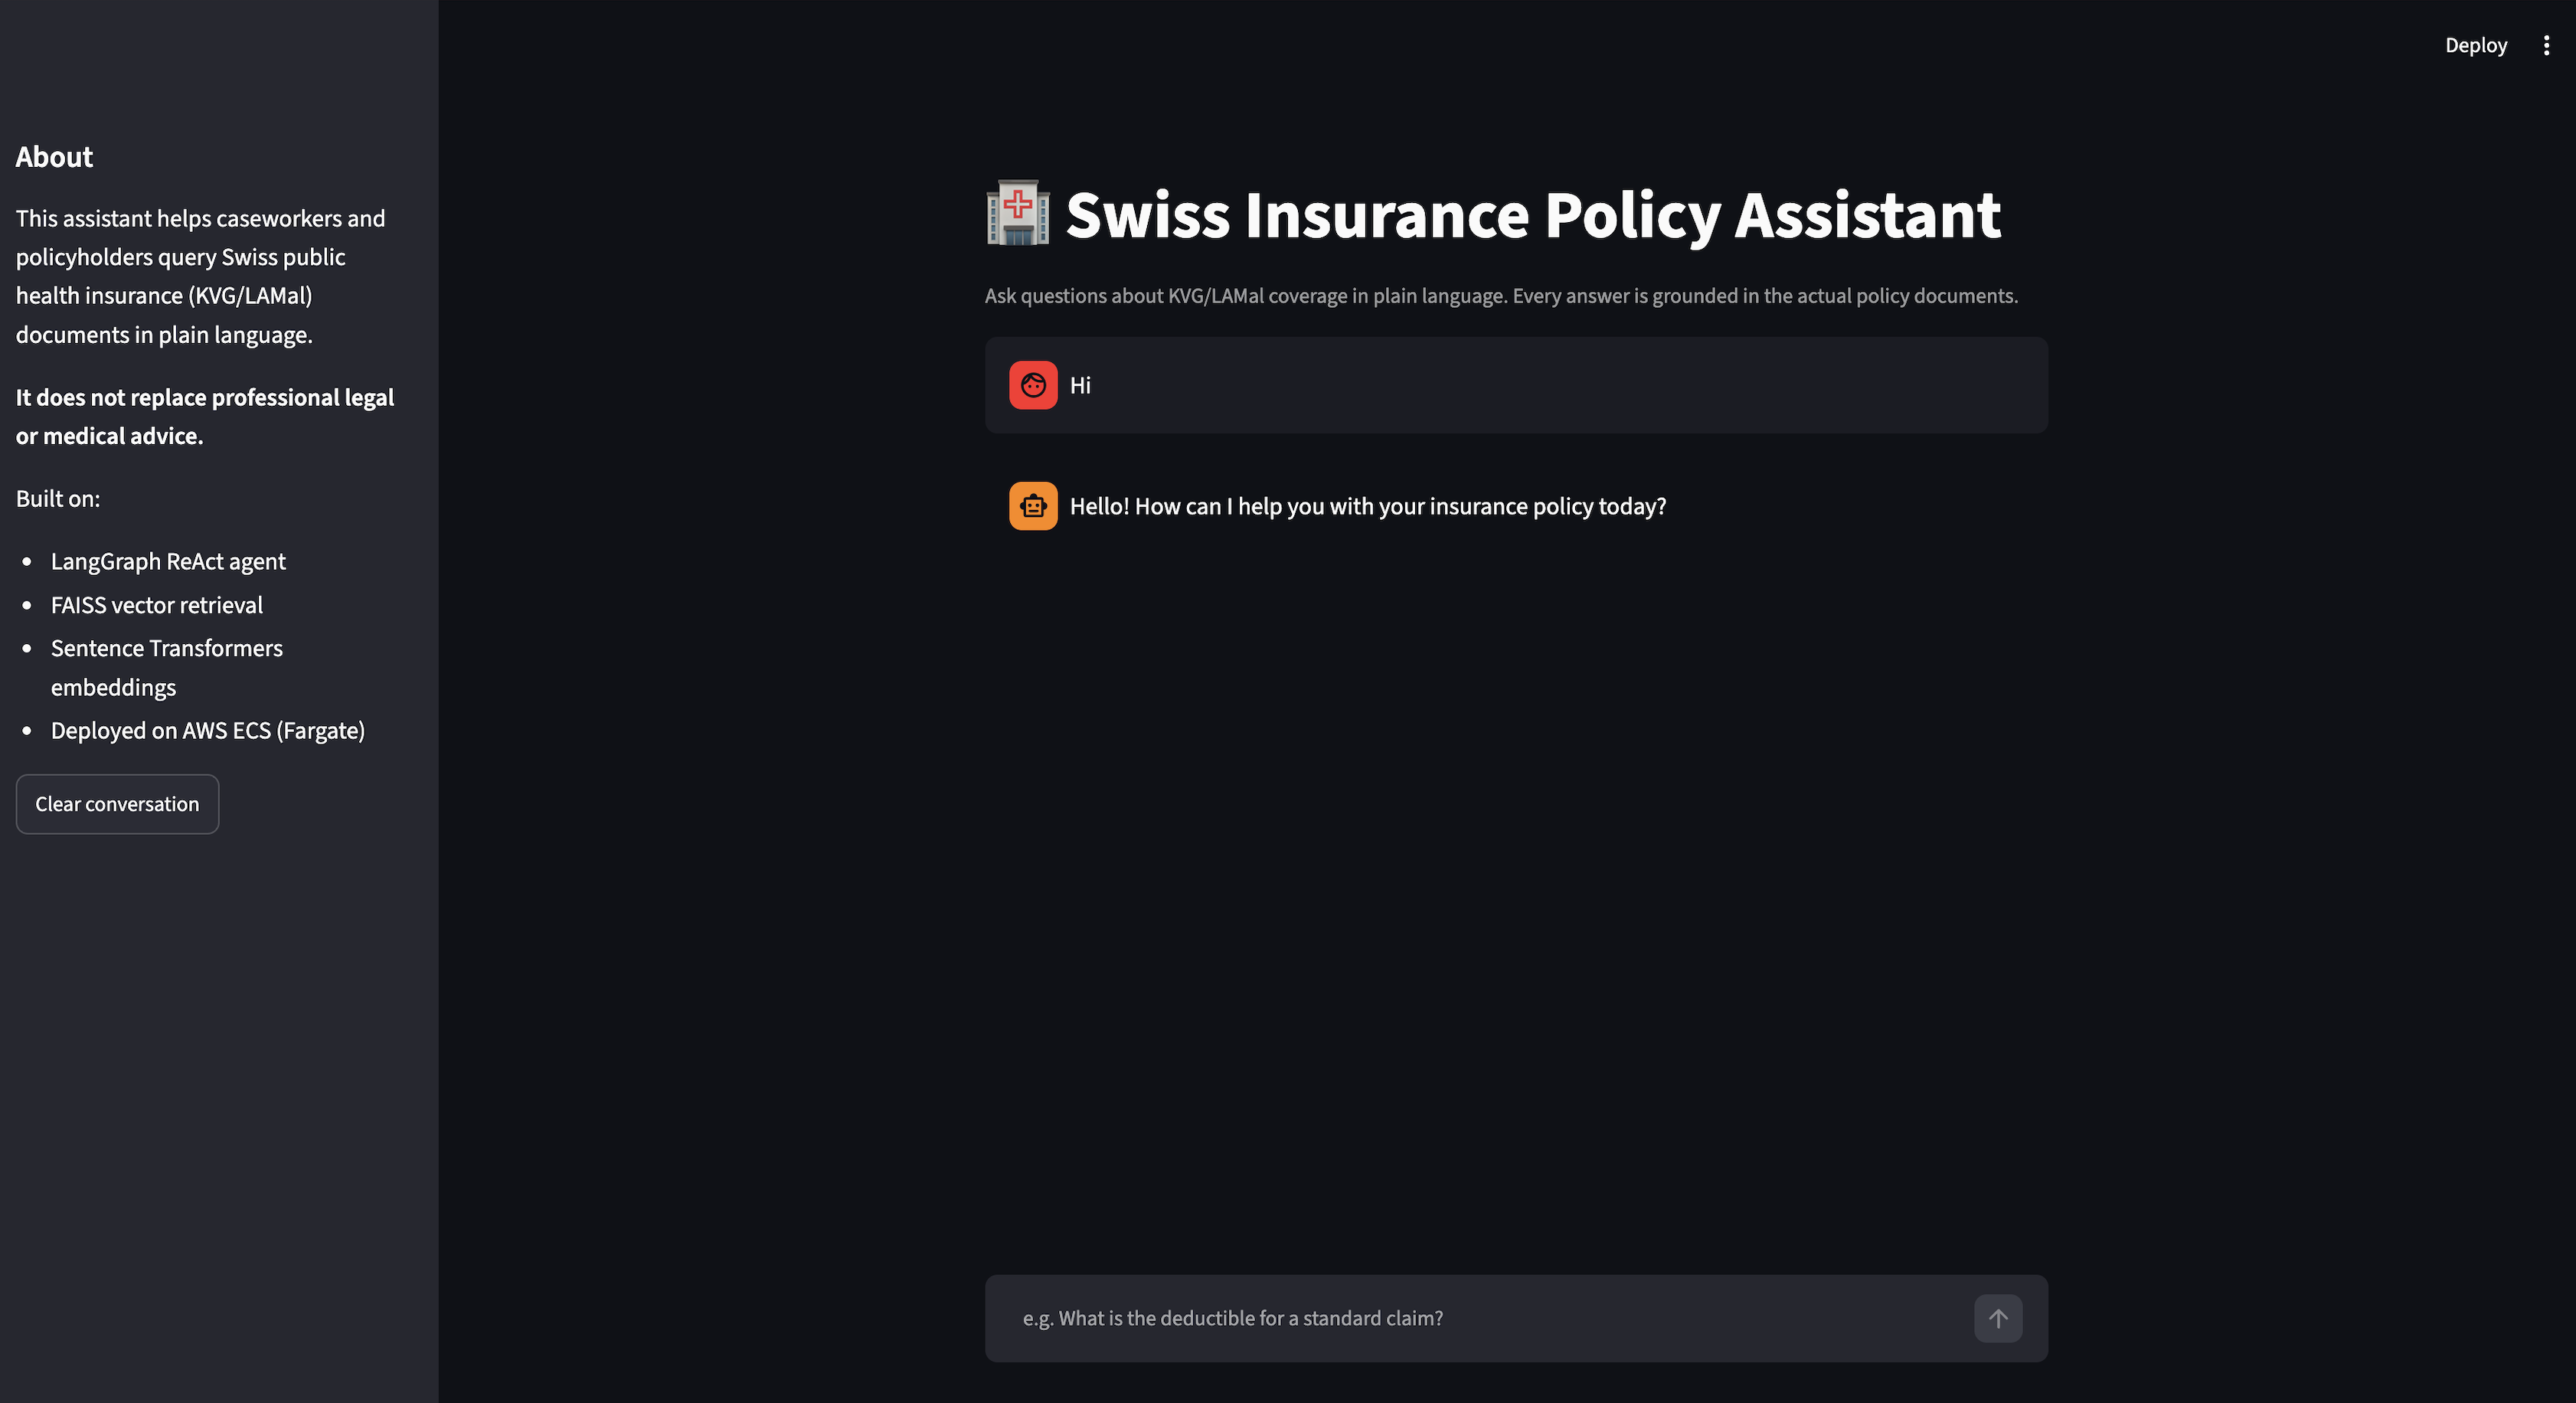 Deploy
About
This assistant helps caseworkers and
policyholders query Swiss public
health insurance (KVG/LAMal)
documents in plain language.
It does not replace professional legal
or medical advice.
Built on:
• LangGraph ReAct agent
• FAISS vector retrieval
• Sentence Transformers
embeddings
• Deployed on AWS ECS (Fargate)
Clear conversation
Swiss Insurance Policy Assistant
Ask questions about KVG/LAMal coverage in plain language. Every answer is grounded in the actual policy documents.
Hi
Hello! How can I help you with your insurance policy today?
e.g. What is the deductible for a standard claim?